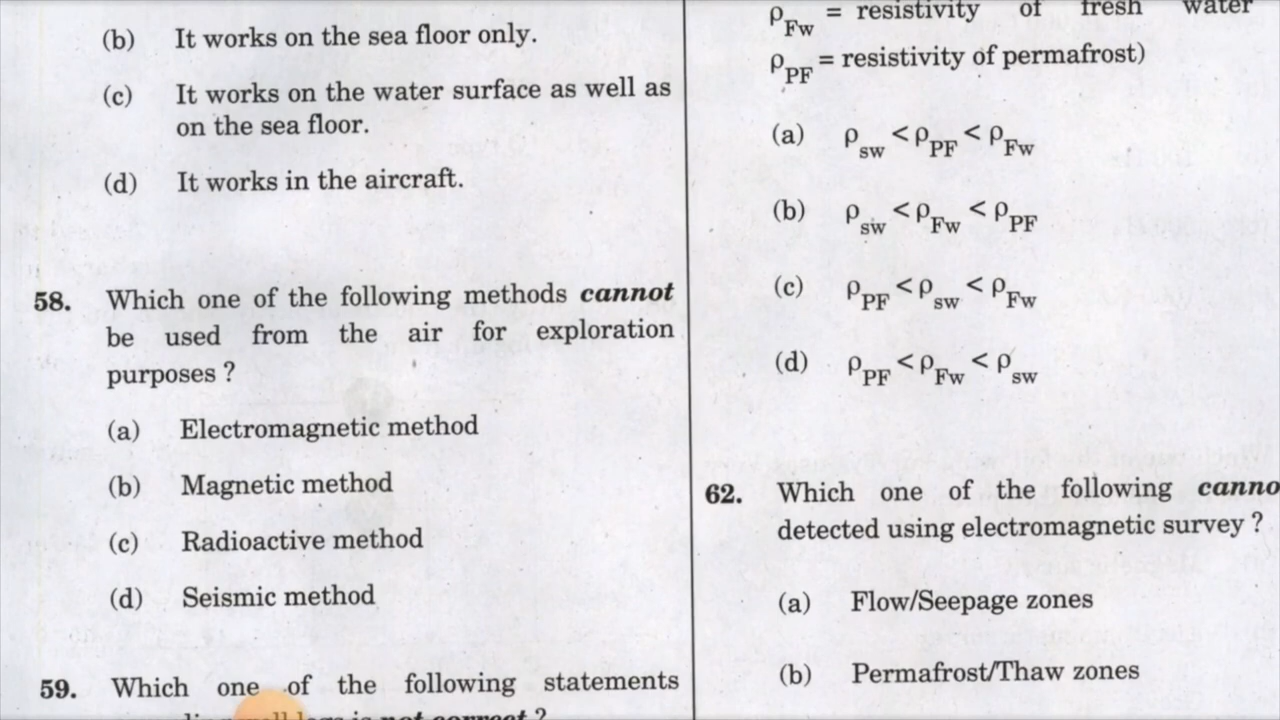 (b) It works on the sea floor only.
(c) It works on the water surface as well as
on the sea floor.
(d) It works in the aircraft.
58. Which one of the following methods cannot
be used from the air for exploration
purposes ?
(a) Electromagnetic method
(b) Magnetic method
(c) Radioactive method
(d) Seismic method
59. Which one of the following statements
is not correct ?
ρFw = resistivity of fresh water
ρPF = resistivity of permafrost)
(a) ρsw < ρPF < ρFw
(b) ρsw < ρFw < ρPF
(c) ρPF < ρsw < ρFw
(d) ρPF < ρFw < ρsw
62. Which one of the following canno
detected using electromagnetic survey ?
(a) Flow/Seepage zones
(b) Permafrost/Thaw zones